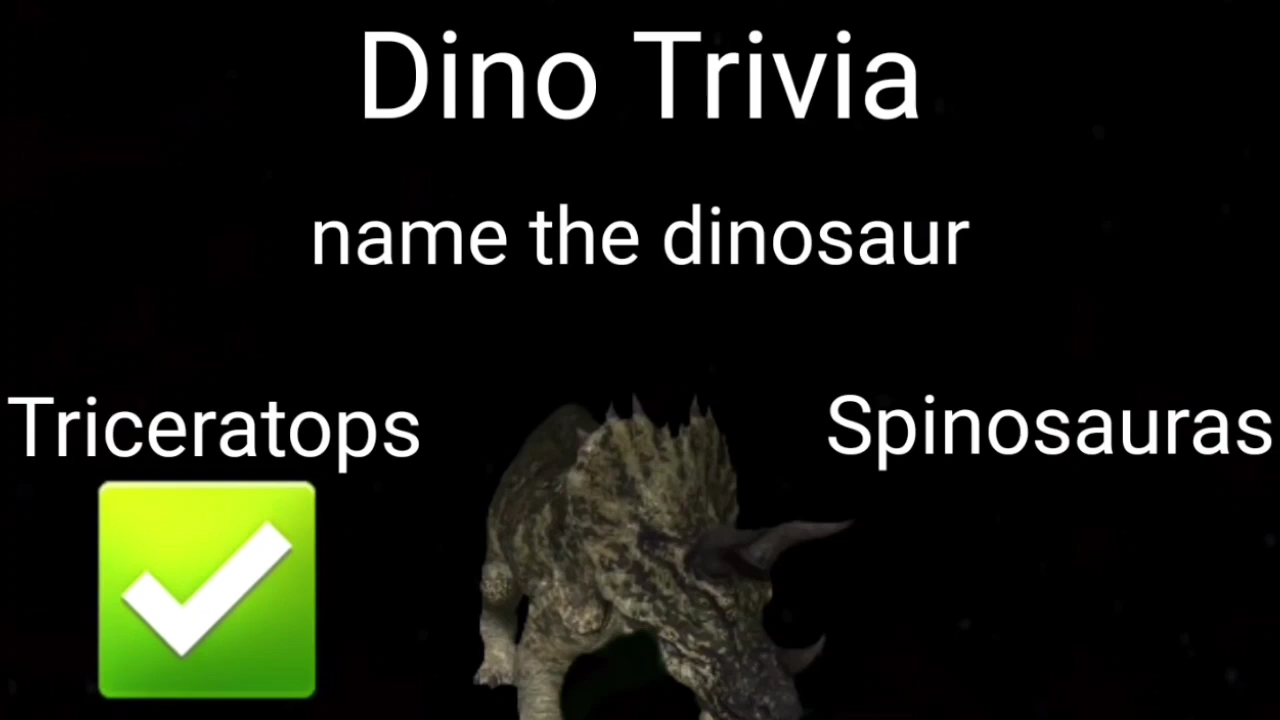 Dino Trivia
name the dinosaur
Triceratops
Spinosauras